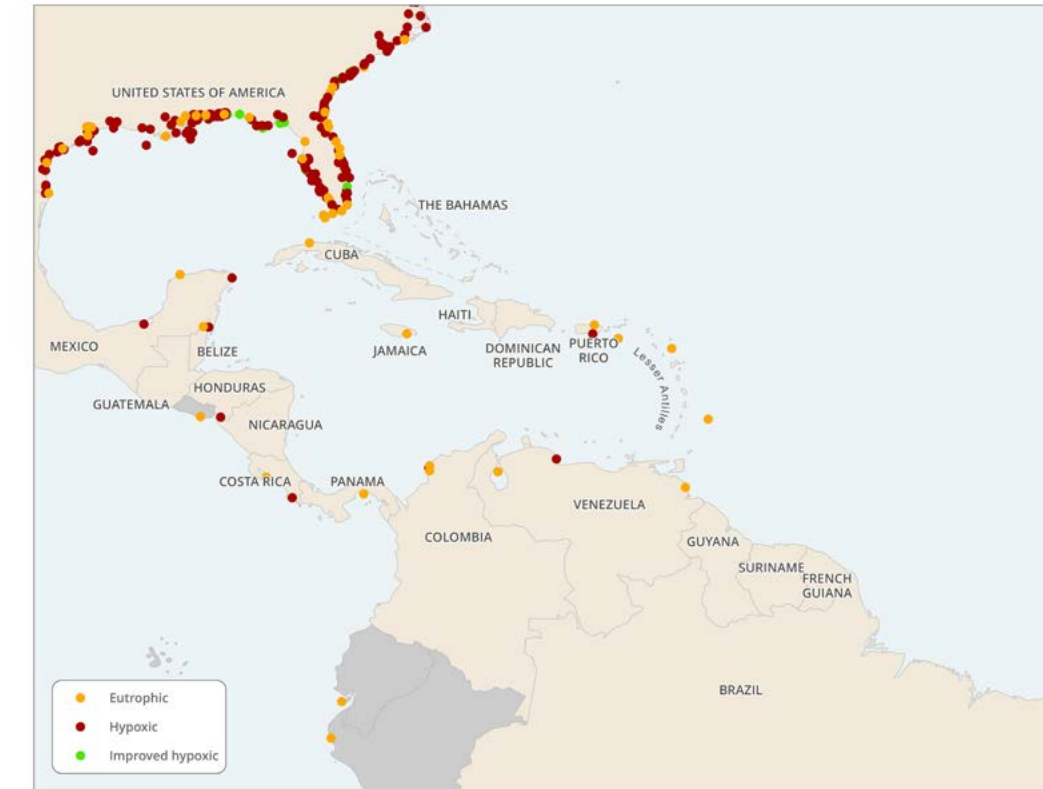 UNITED STATES OF AMERICA
THE BAHAMAS
CUBA
HAITI
MEXICO
BELIZE
JAMAICA
DOMINICAN
REPUBLIC
PUERTO
RICO
Lesser Antilles
HONDURAS
GUATEMALA
NICARAGUA
COSTA RICA
PANAMA
VENEZUELA
COLOMBIA
GUYANA
SURINAME
FRENCH
GUIANA
BRAZIL
Eutrophic
Hypoxic
Improved hypoxic